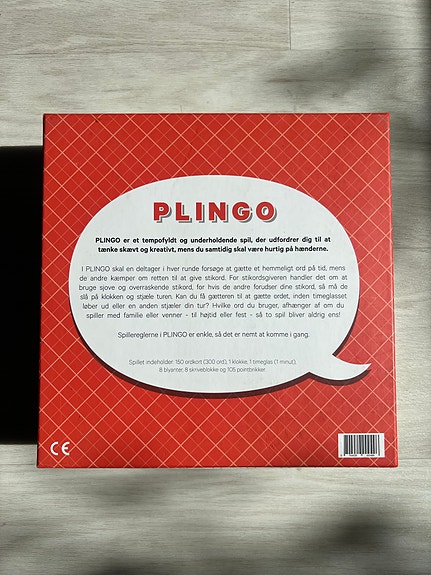 PLINGO
PLINGO er et tempofyldt og underholdende spil, der udfordrer dig til at
tænke skævt og kreativt, mens du samtidig skal være hurtig på hænderne.
I PLINGO skal en deltager i hver runde forsøge at gætte et hemmeligt ord på tid, mens
de andre kæmper om retten til at give stikord. For stikordsgiveren handler det om at
bruge sjove og overraskende stikord, for hvis de andre forudser dine stikord, så må de
slå på klokken og stjæle turen. Kan du få gætteren til at gætte ordet, inden timeglasset
løber ud eller en anden stjæler din tur? Hvilke ord du bruger, afhænger af om du
spiller med familie eller venner - til højtid eller fest - så to spil bliver aldrig ens!
Spillereglerne i PLINGO er enkle, så det er nemt at komme i gang.
Spillet indeholder: 150 ordkort (300 ord), 1 klokke, 1 timeglas (1 minut),
8 blyanter, 8 skriveblokke og 105 pointbrikker
CE